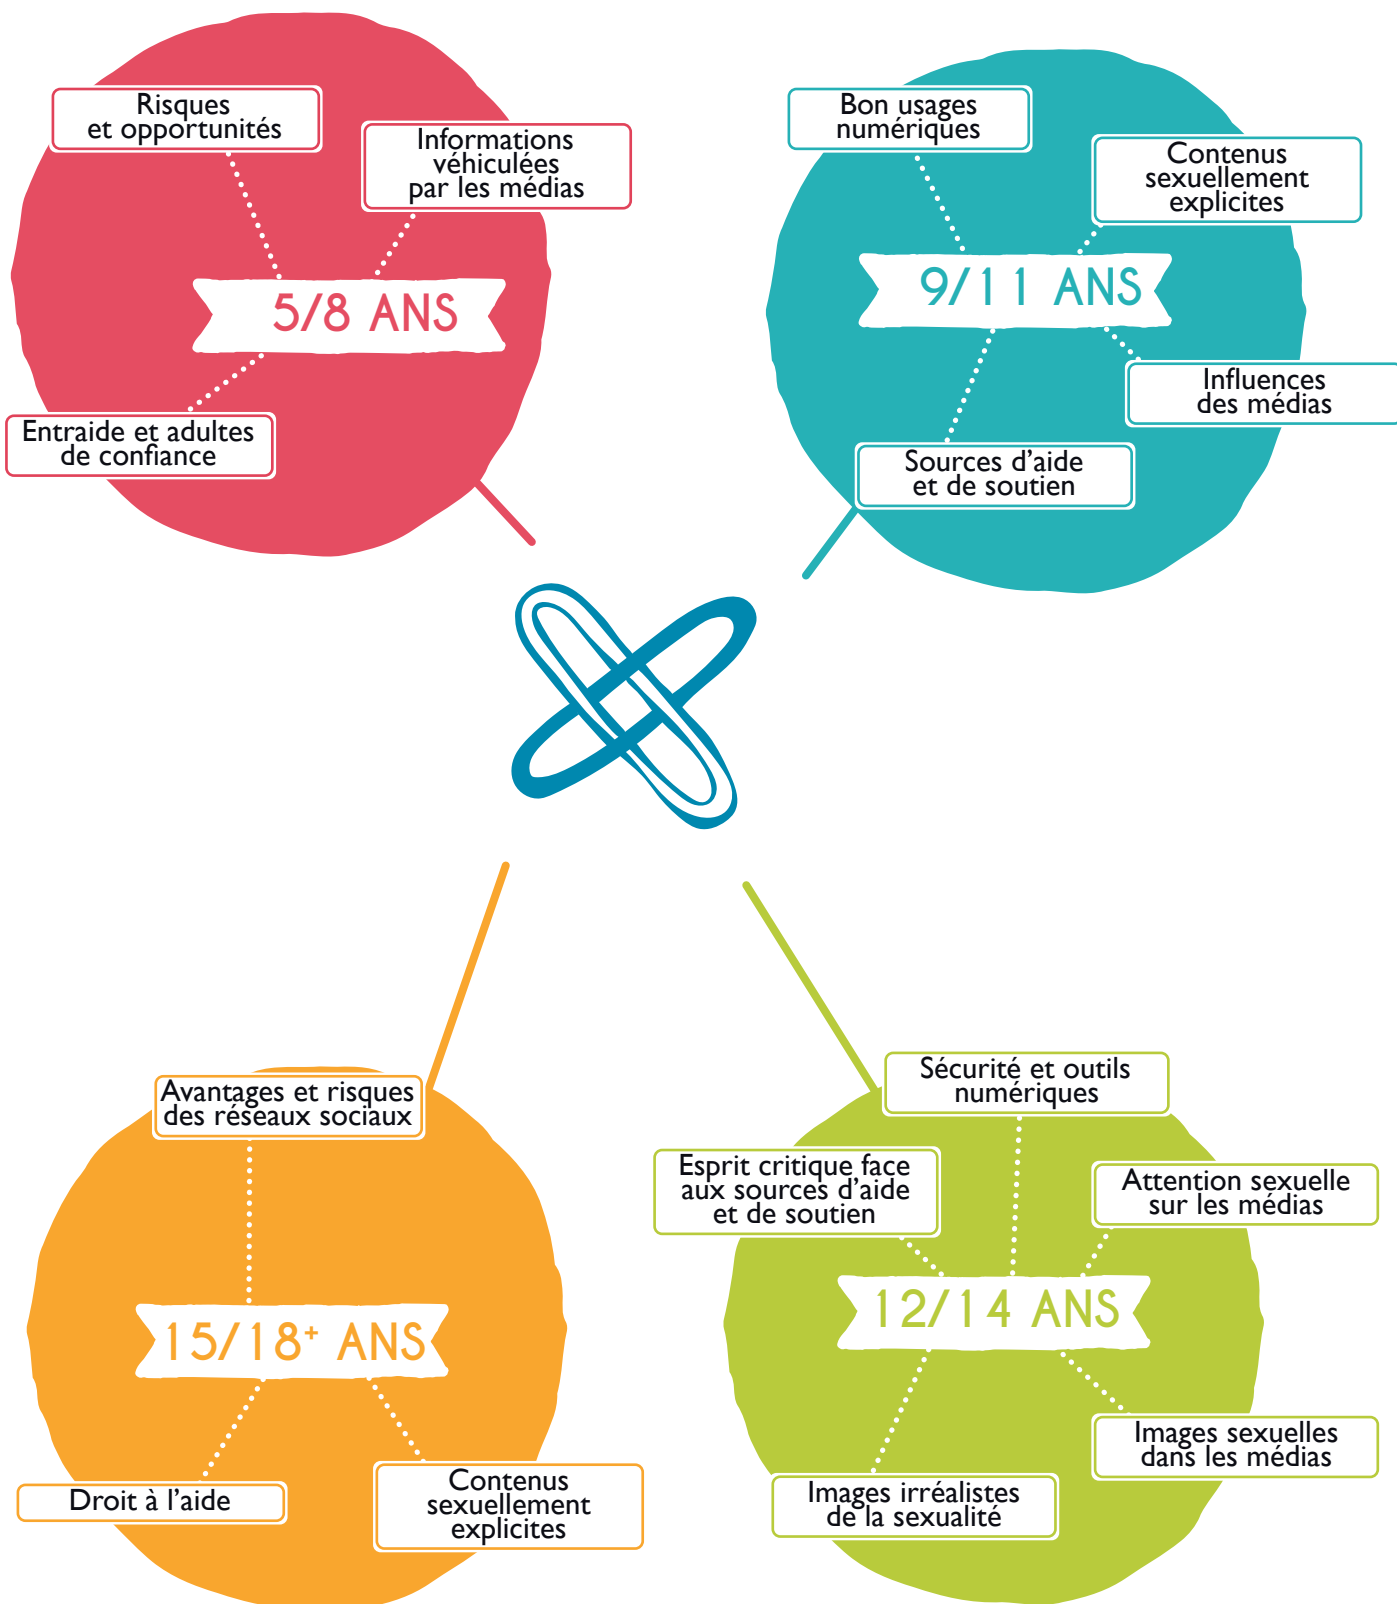 Risques
et opportunités
Informations
véhiculées
par les médias
5/8 ANS
Entraide et adultes
de confiance
Bon usages
numériques
Contenus
sexuellement
explicites
9/11 ANS
Influences
des médias
Sources d'aide
et de soutien
Avantages et risques
des réseaux sociaux
15/18+ ANS
Droit à l'aide
Contenus
sexuellement
explicites
Sécurité et outils
numériques
Esprit critique face
aux sources d'aide
et de soutien
Attention sexuelle
sur les médias
12/14 ANS
Images sexuelles
dans les médias
Images irréalistes
de la sexualité